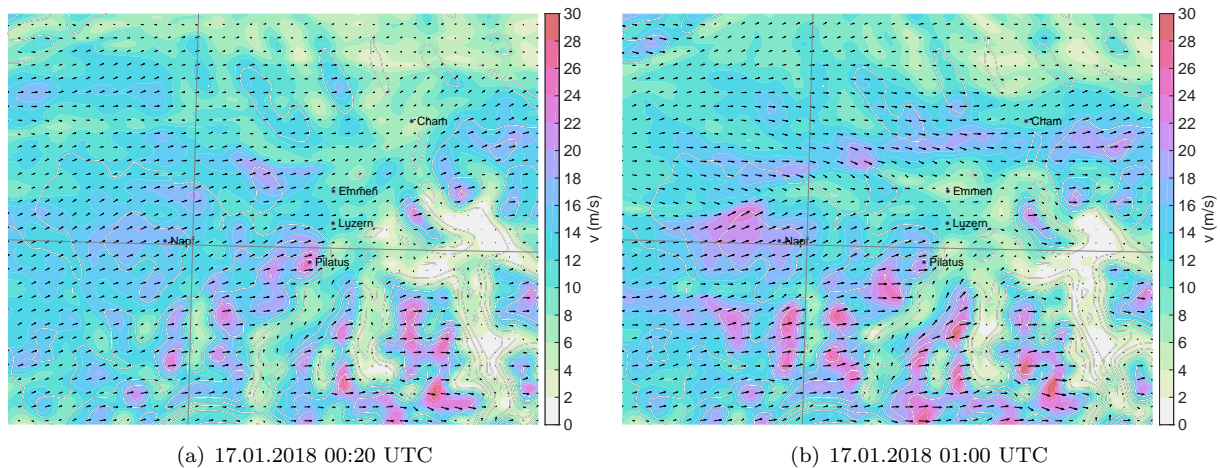 30
28
26
24
22
20
18
16
14
12
10
8
6
4
2
0
v (m/s)
Cham
Emmen
Luzern
Napf
Pilatus
(a) 17.01.2018 00:20 UTC
30
28
26
24
22
20
18
16
14
12
10
8
6
4
2
0
v (m/s)
Cham
Emmen
Luzern
Napf
Pilatus
(b) 17.01.2018 01:00 UTC